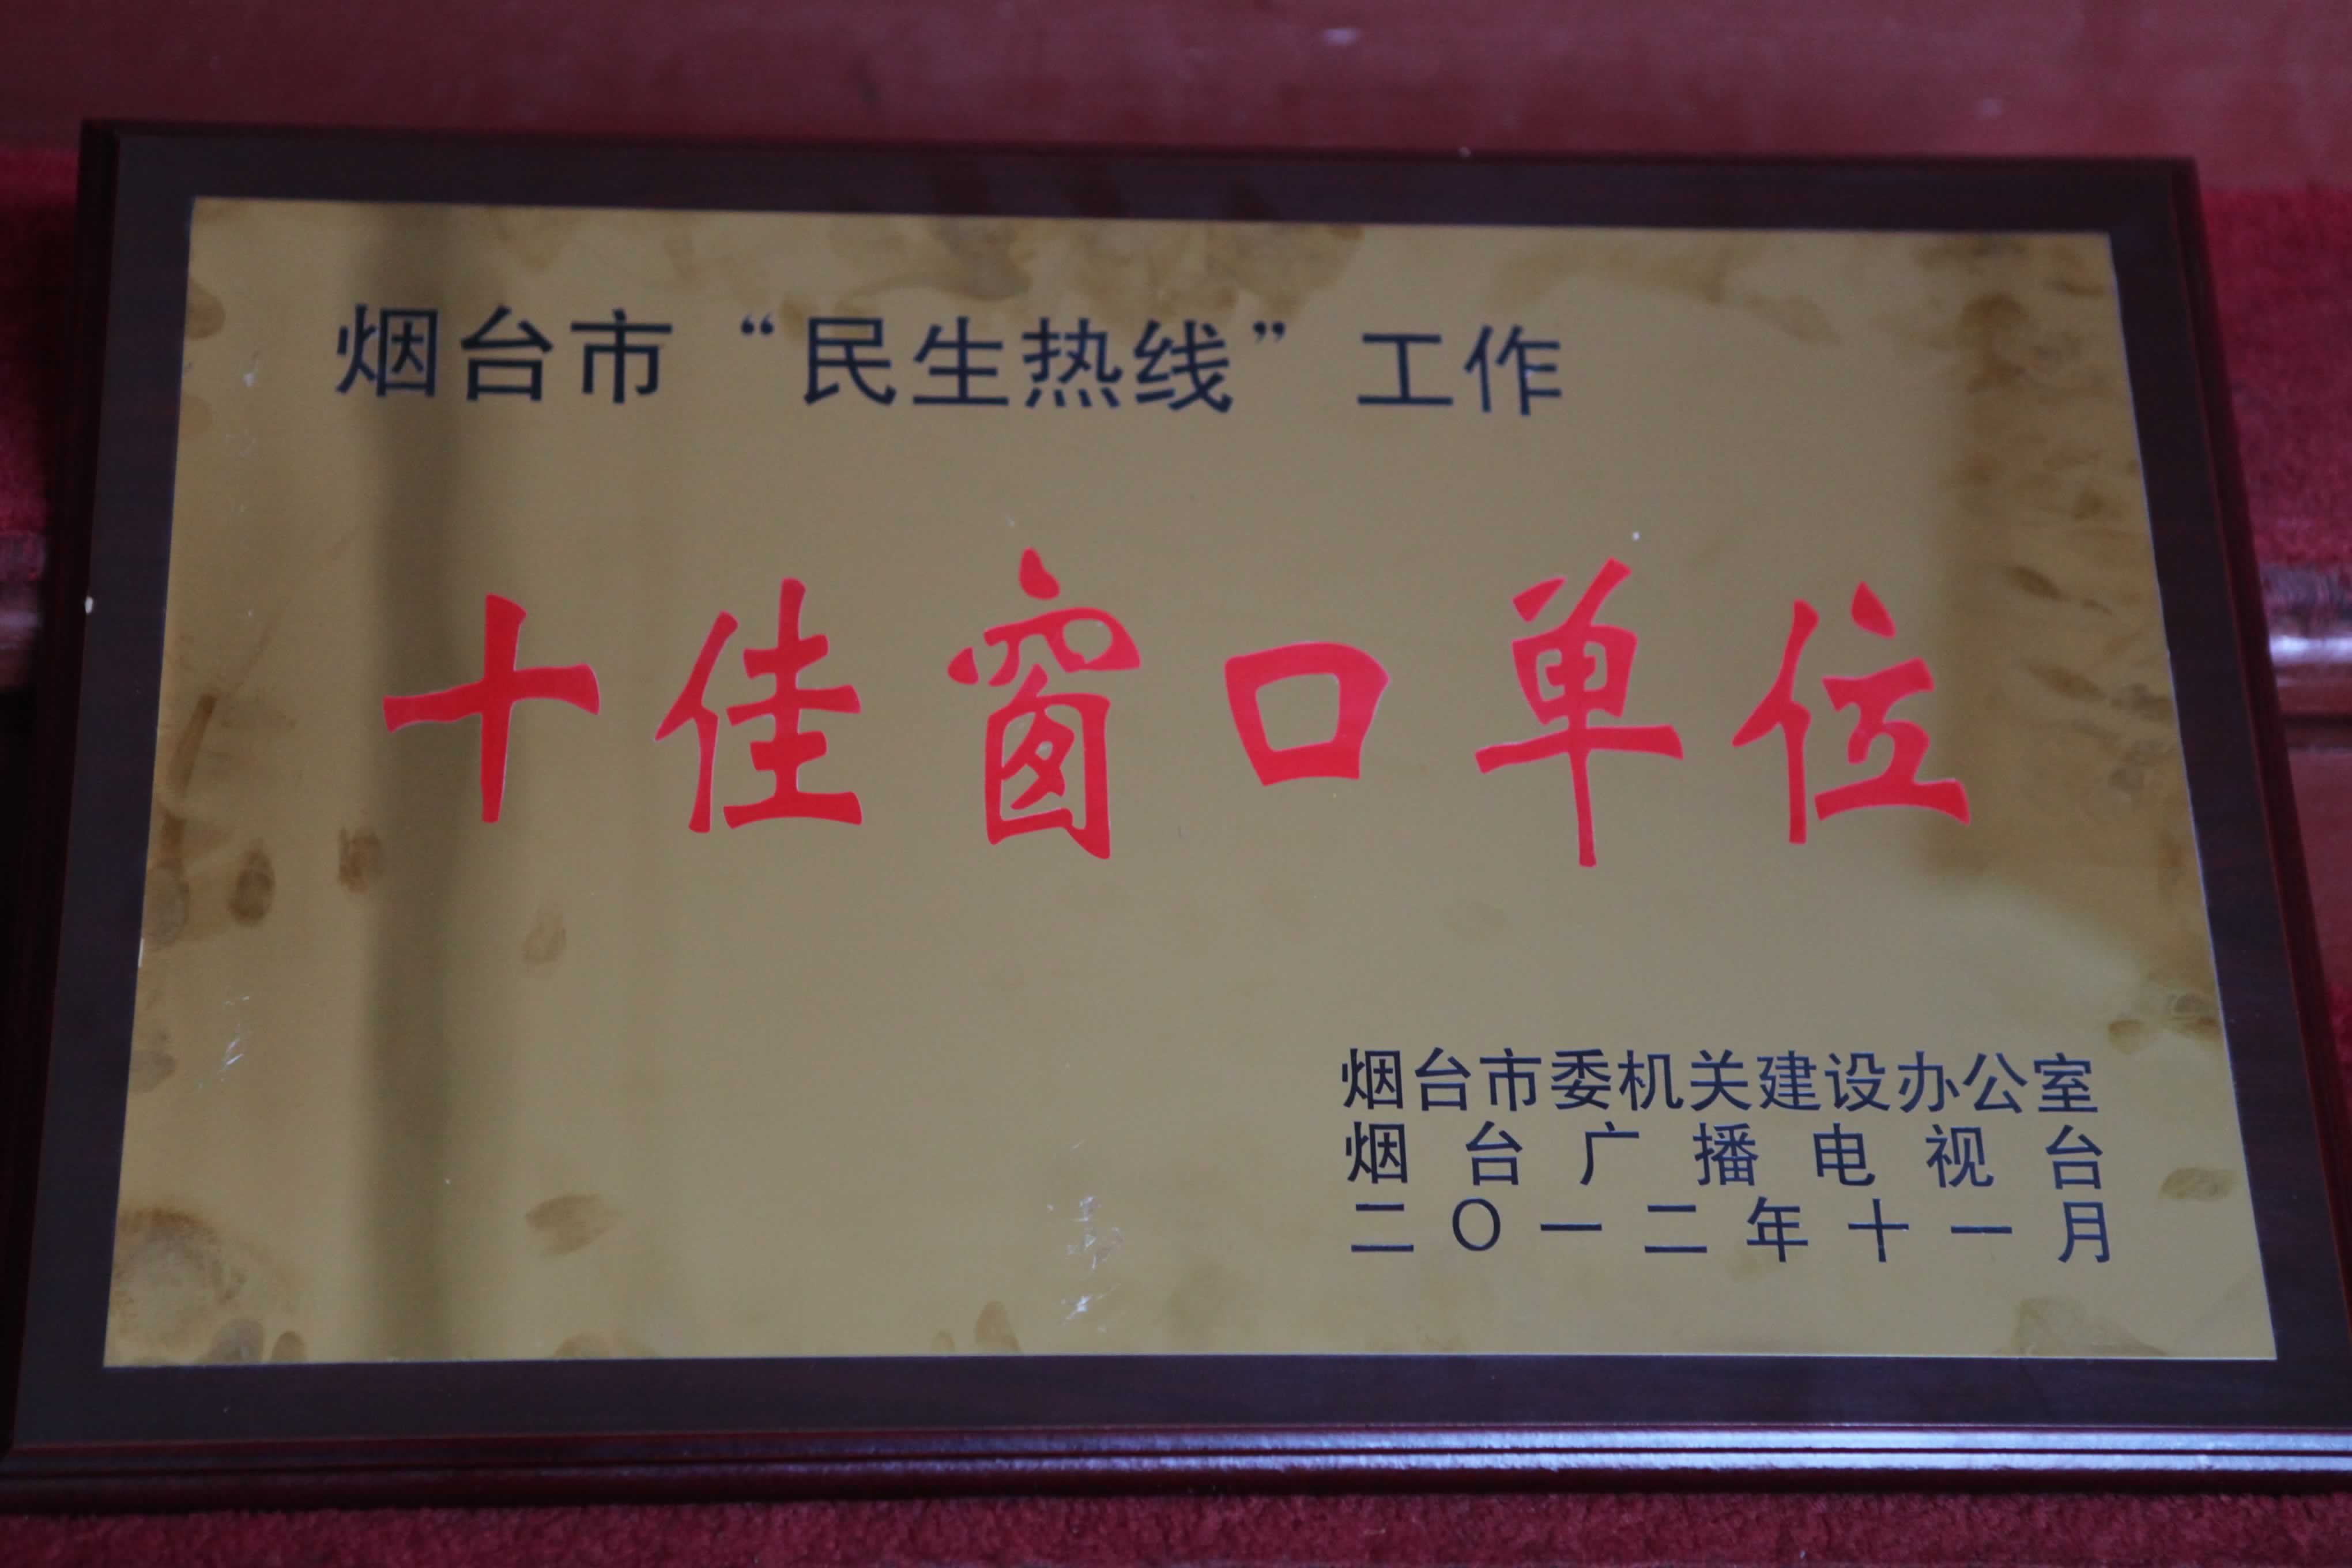 烟台市“民生热线”工作
十佳窗口单位
烟台市委机关建设办公室
烟台广播电视台
二〇一二年十一月